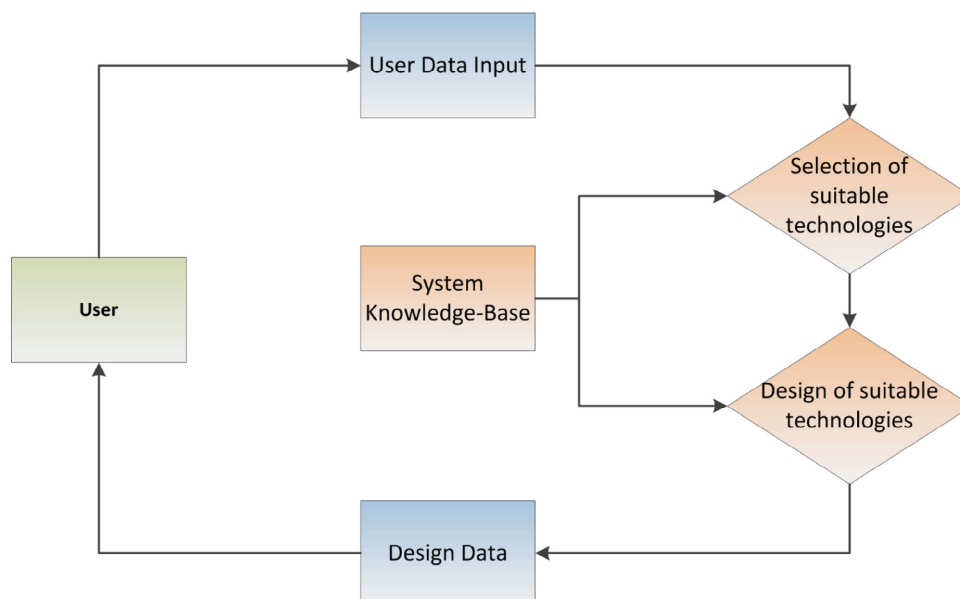 User Data Input
Selection of
suitable
technologies
System
Knowledge-Base
User
Design of suitable
technologies
Design Data